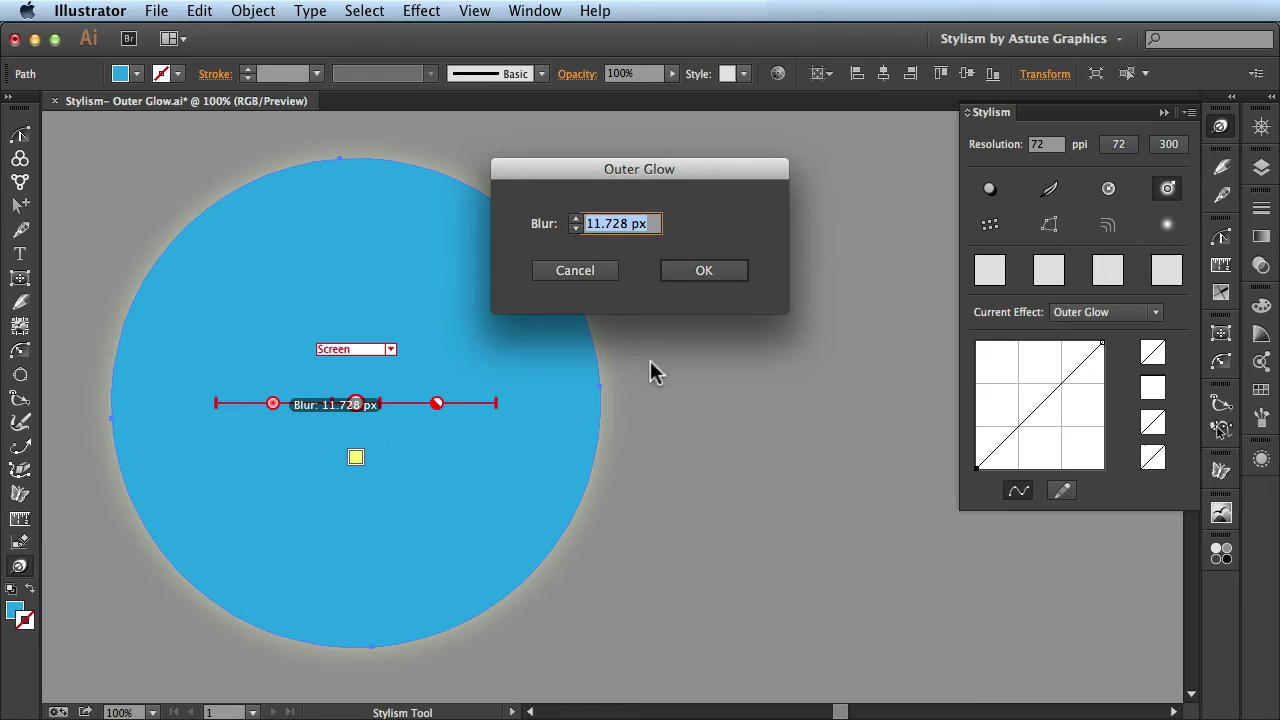 Illustrator File Edit Object Type Select Effect View Window Help
Ai Br Stylism by Astute Graphics
Path Stroke: Basic Opacity: 100% Style: Transform
× Stylism– Outer Glow.ai* @ 100% (RGB/Preview)
Stylism
Resolution: 72 ppi 72 300
Outer Glow
Blur: 11.728 px
Cancel OK
Current Effect: Outer Glow
Screen
Blur: 11.728 px
T
100% 1 Stylism Tool